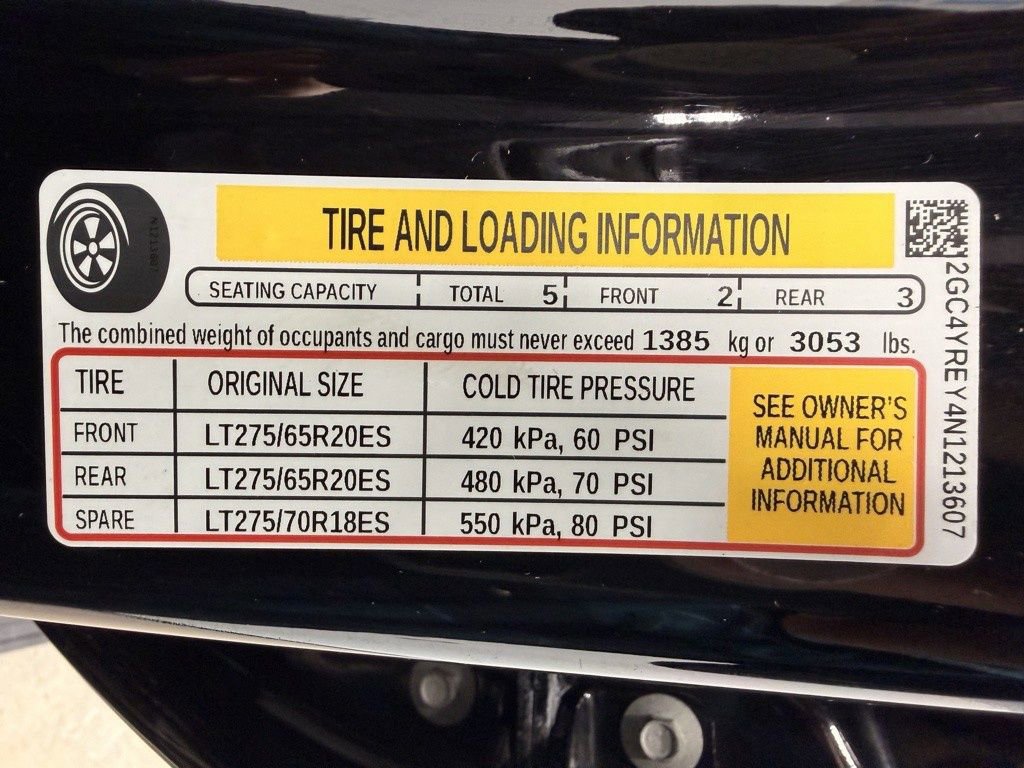 TIRE AND LOADING INFORMATION
SEATING CAPACITY TOTAL 5 FRONT 2 REAR 3
The combined weight of occupants and cargo must never exceed 1385 kg or 3053 lbs.
TIRE ORIGINAL SIZE COLD TIRE PRESSURE
FRONT LT275/65R20ES 420 kPa, 60 PSI
REAR LT275/65R20ES 480 kPa, 70 PSI
SPARE LT275/70R18ES 550 kPa, 80 PSI
SEE OWNER'S
MANUAL FOR
ADDITIONAL
INFORMATION
2GC4YREY4N1213607